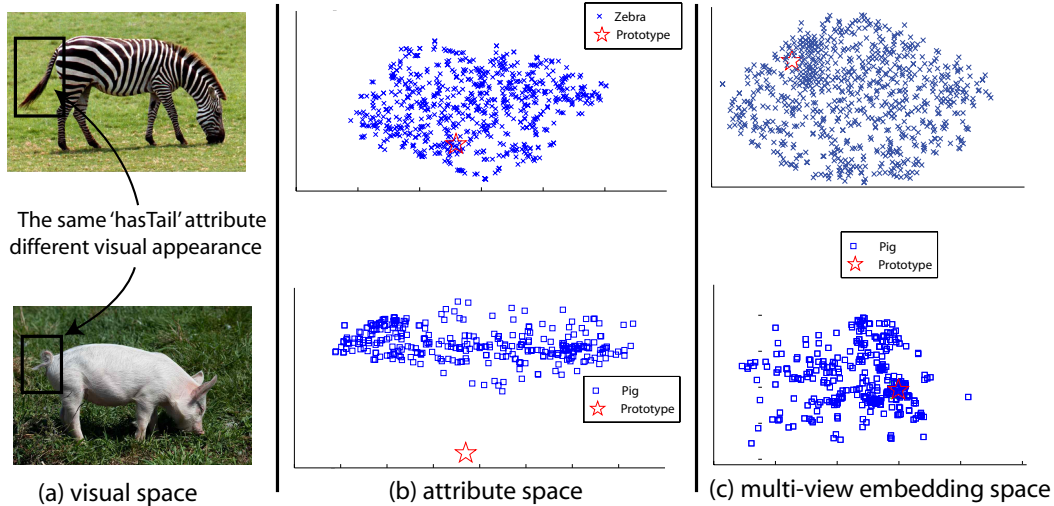 The same 'hasTail' attribute
different visual appearance
(a) visual space
Zebra
Prototype
Pig
Prototype
(b) attribute space
Pig
Prototype
(c) multi-view embedding space